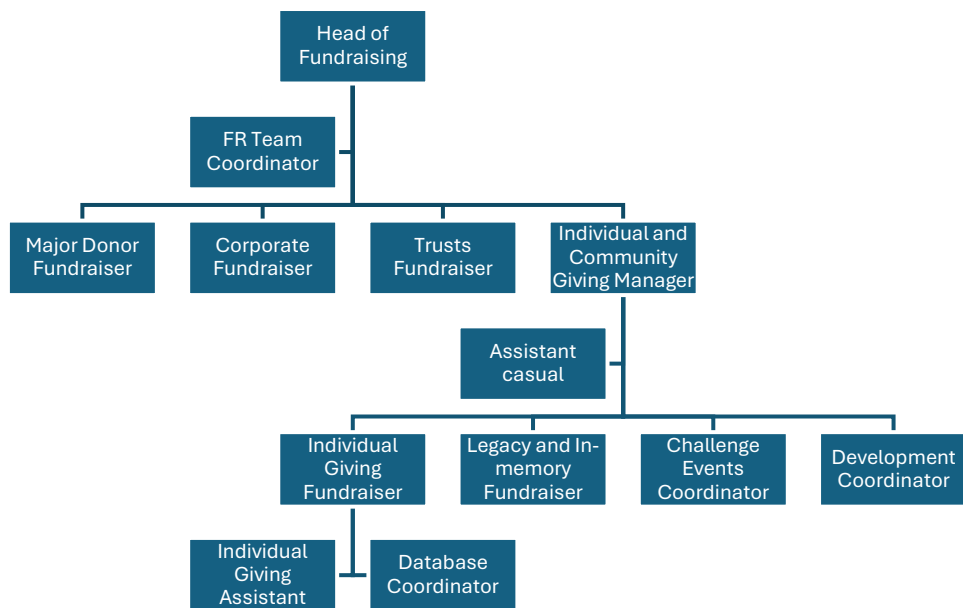 Head of
Fundraising
FR Team
Coordinator
Major Donor
Fundraiser
Corporate
Fundraiser
Trusts
Fundraiser
Individual and
Community
Giving Manager
Assistant
casual
Individual
Giving
Fundraiser
Legacy and In-
memory
Fundraiser
Challenge
Events
Coordinator
Development
Coordinator
Individual
Giving
Assistant
Database
Coordinator